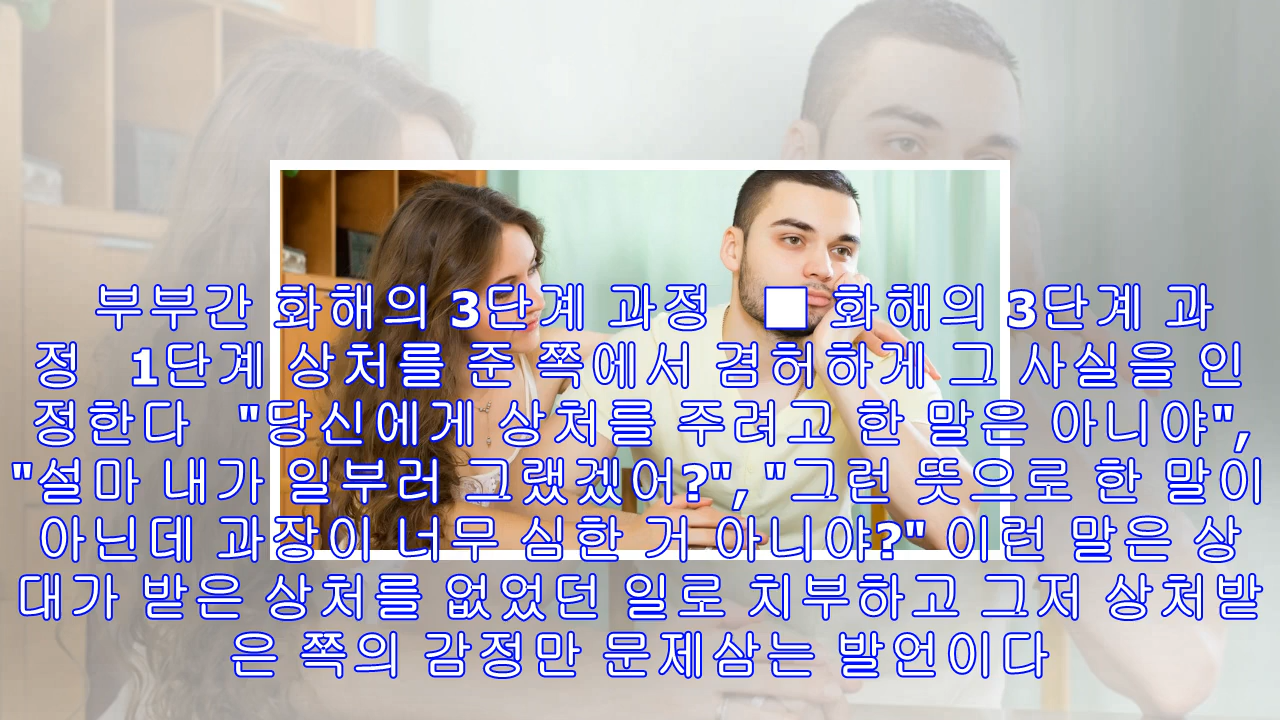 부부간 화해의 3단계 과정 ■ 화해의 3단계 과
정 1단계 상처를 준 쪽에서 겸허하게 그 사실을 인
정한다 "당신에게 상처를 주려고 한 말은 아니야",
"설마 내가 일부러 그랬겠어?", "그런 뜻으로 한 말이
아닌데 과장이 너무 심한 거 아니야?" 이런 말은 상
대가 받은 상처를 없었던 일로 치부하고 그저 상처받
은 쪽의 감정만 문제삼는 발언이다